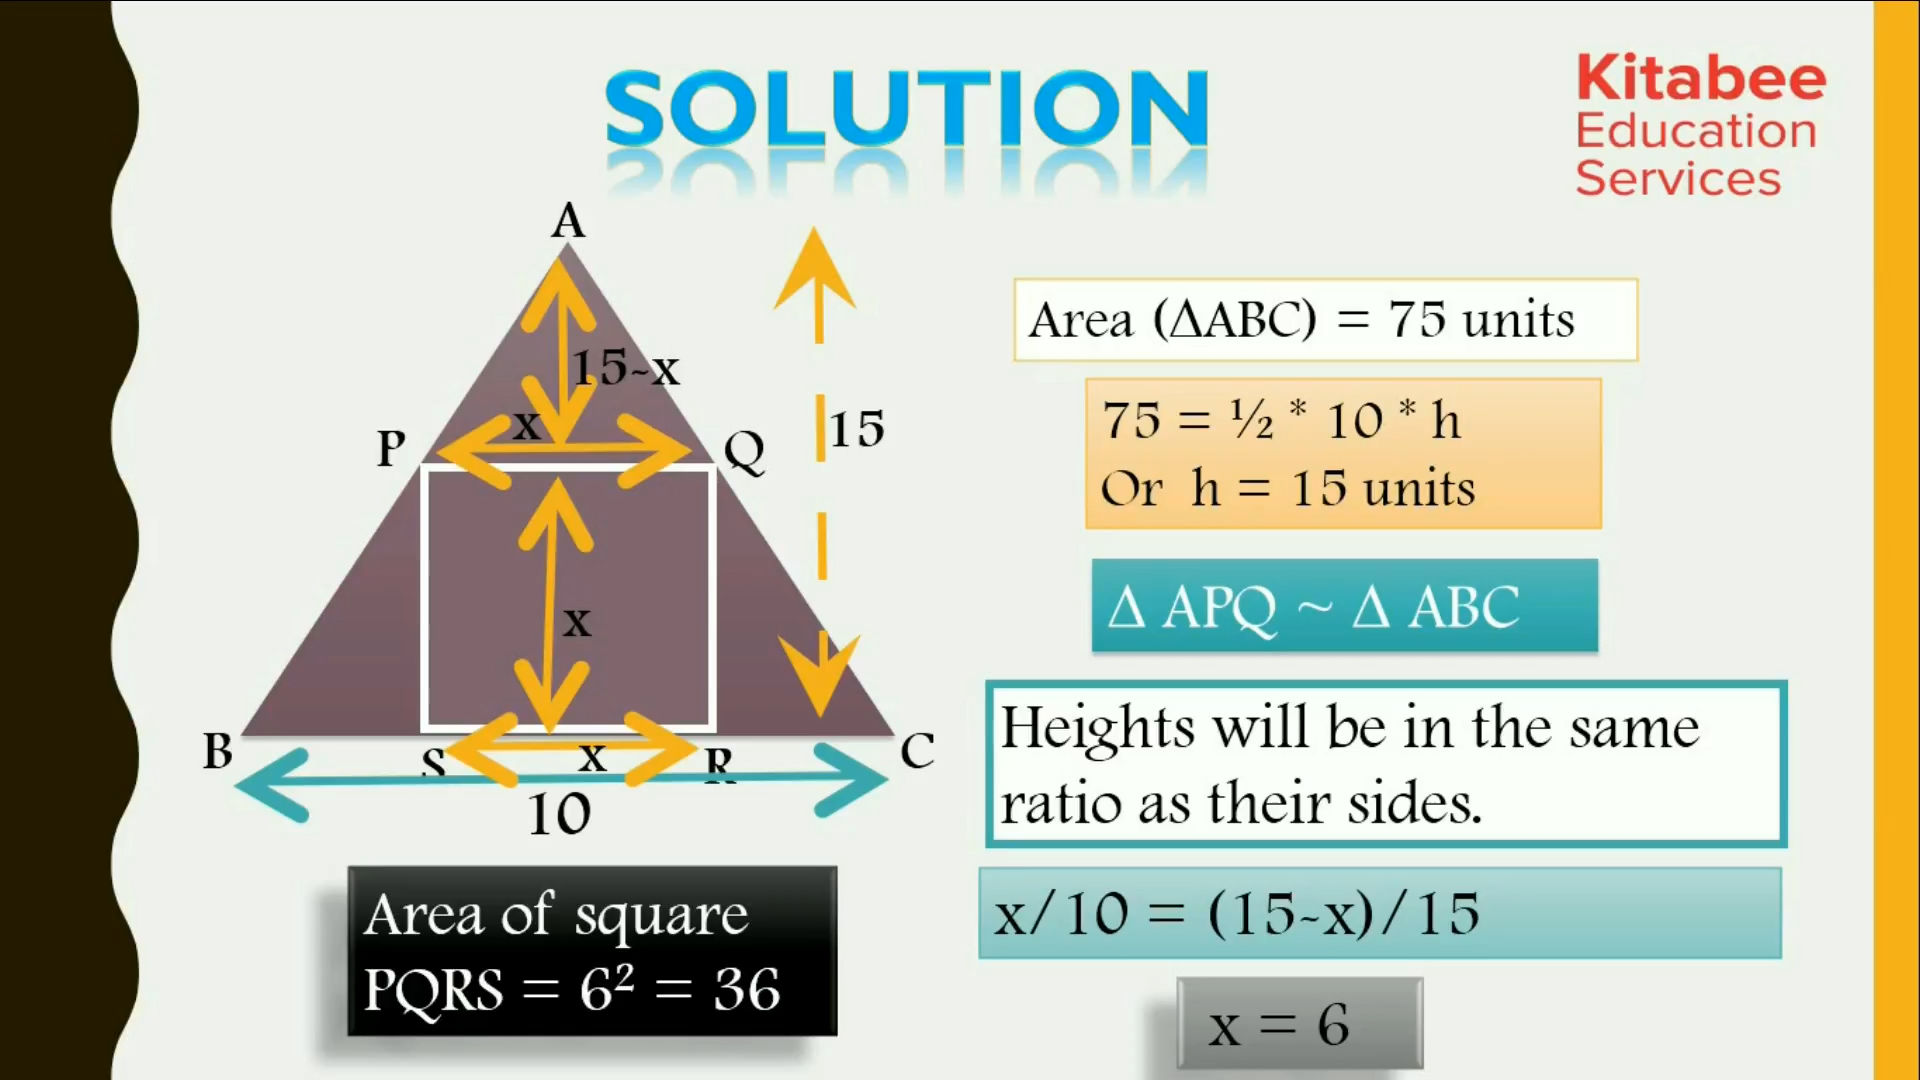 SOLUTION
Kitabee
Education
Services
A
15-x
x
P
Q
15
x
B
S
x
R
C
10
Area (ΔABC) = 75 units
75 = ½ * 10 * h
Or h = 15 units
Δ APQ ~ Δ ABC
Heights will be in the same
ratio as their sides.
x/10 = (15-x)/15
x = 6
Area of square
PQRS = 6² = 36